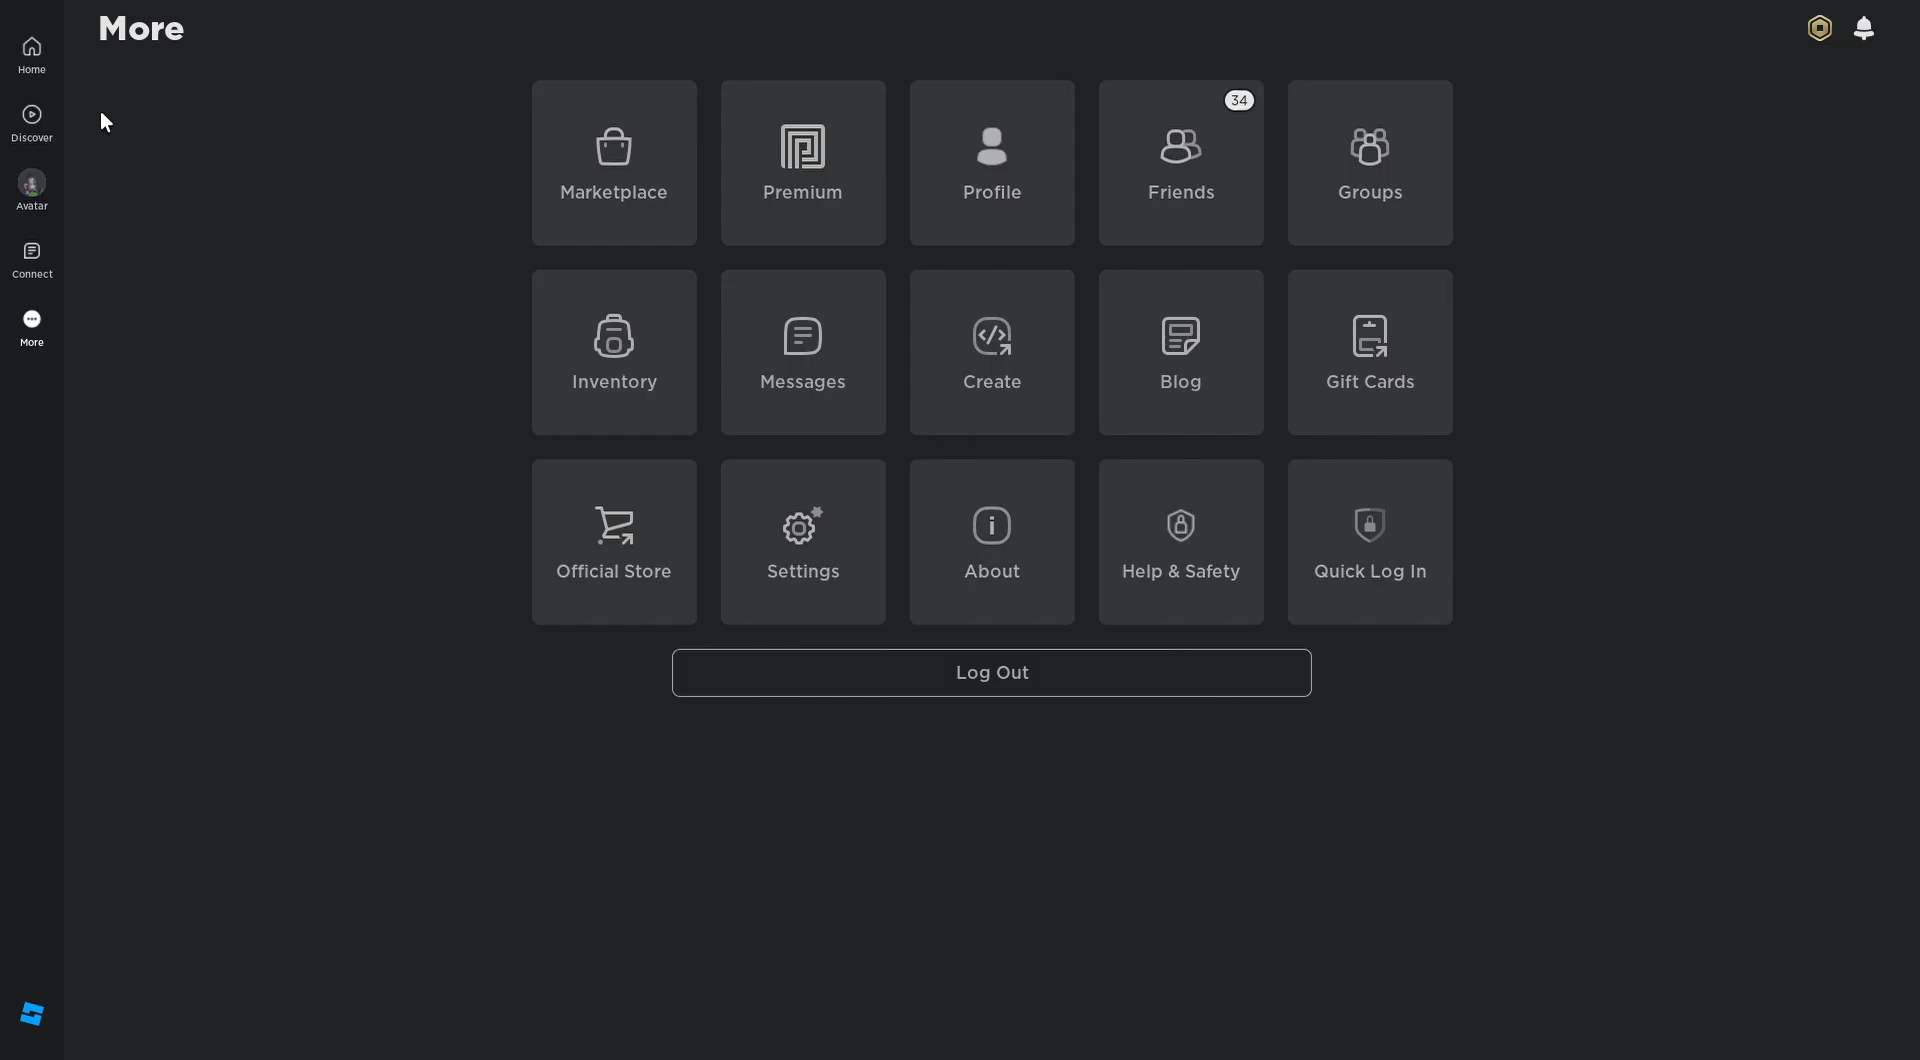 More
Home
Discover
Avatar
Connect
More
34
Marketplace
Premium
Profile
Friends
Groups
Inventory
Messages
Create
Blog
Gift Cards
Official Store
Settings
About
Help & Safety
Quick Log In
Log Out